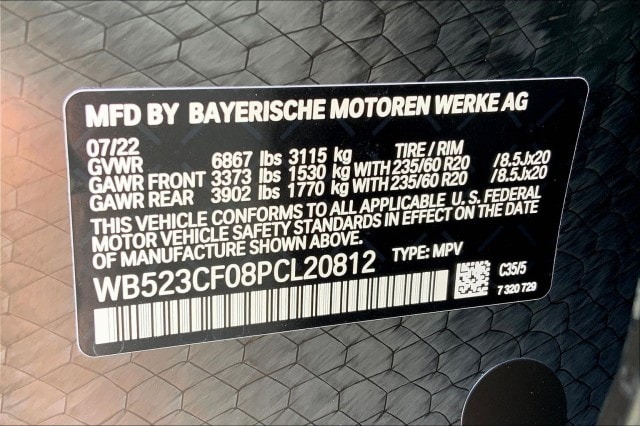 MFD BY BAYERISCHE MOTOREN WERKE AG
07/22 TIRE / RIM
GVWR 6867 lbs 3115 kg
GAWR FRONT 3373 lbs 1530 kg WITH 235/60 R20 /8.5Jx20
GAWR REAR 3902 lbs 1770 kg WITH 235/60 R20 /8.5Jx20
THIS VEHICLE CONFORMS TO ALL APPLICABLE U. S. FEDERAL
MOTOR VEHICLE SAFETY STANDARDS IN EFFECT ON THE DATE
OF MANUFACTURE SHOWN ABOVE.
WB523CF08PCL20812 TYPE: MPV
C35/5
7 320 729